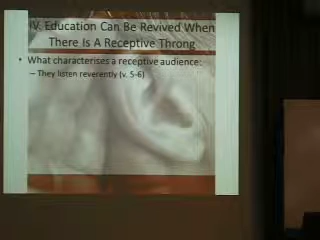 IV. Education Can Be Revived When
There Is A Receptive Throng
• What characterises a receptive audience:
– They listen reverently (v. 5-6)